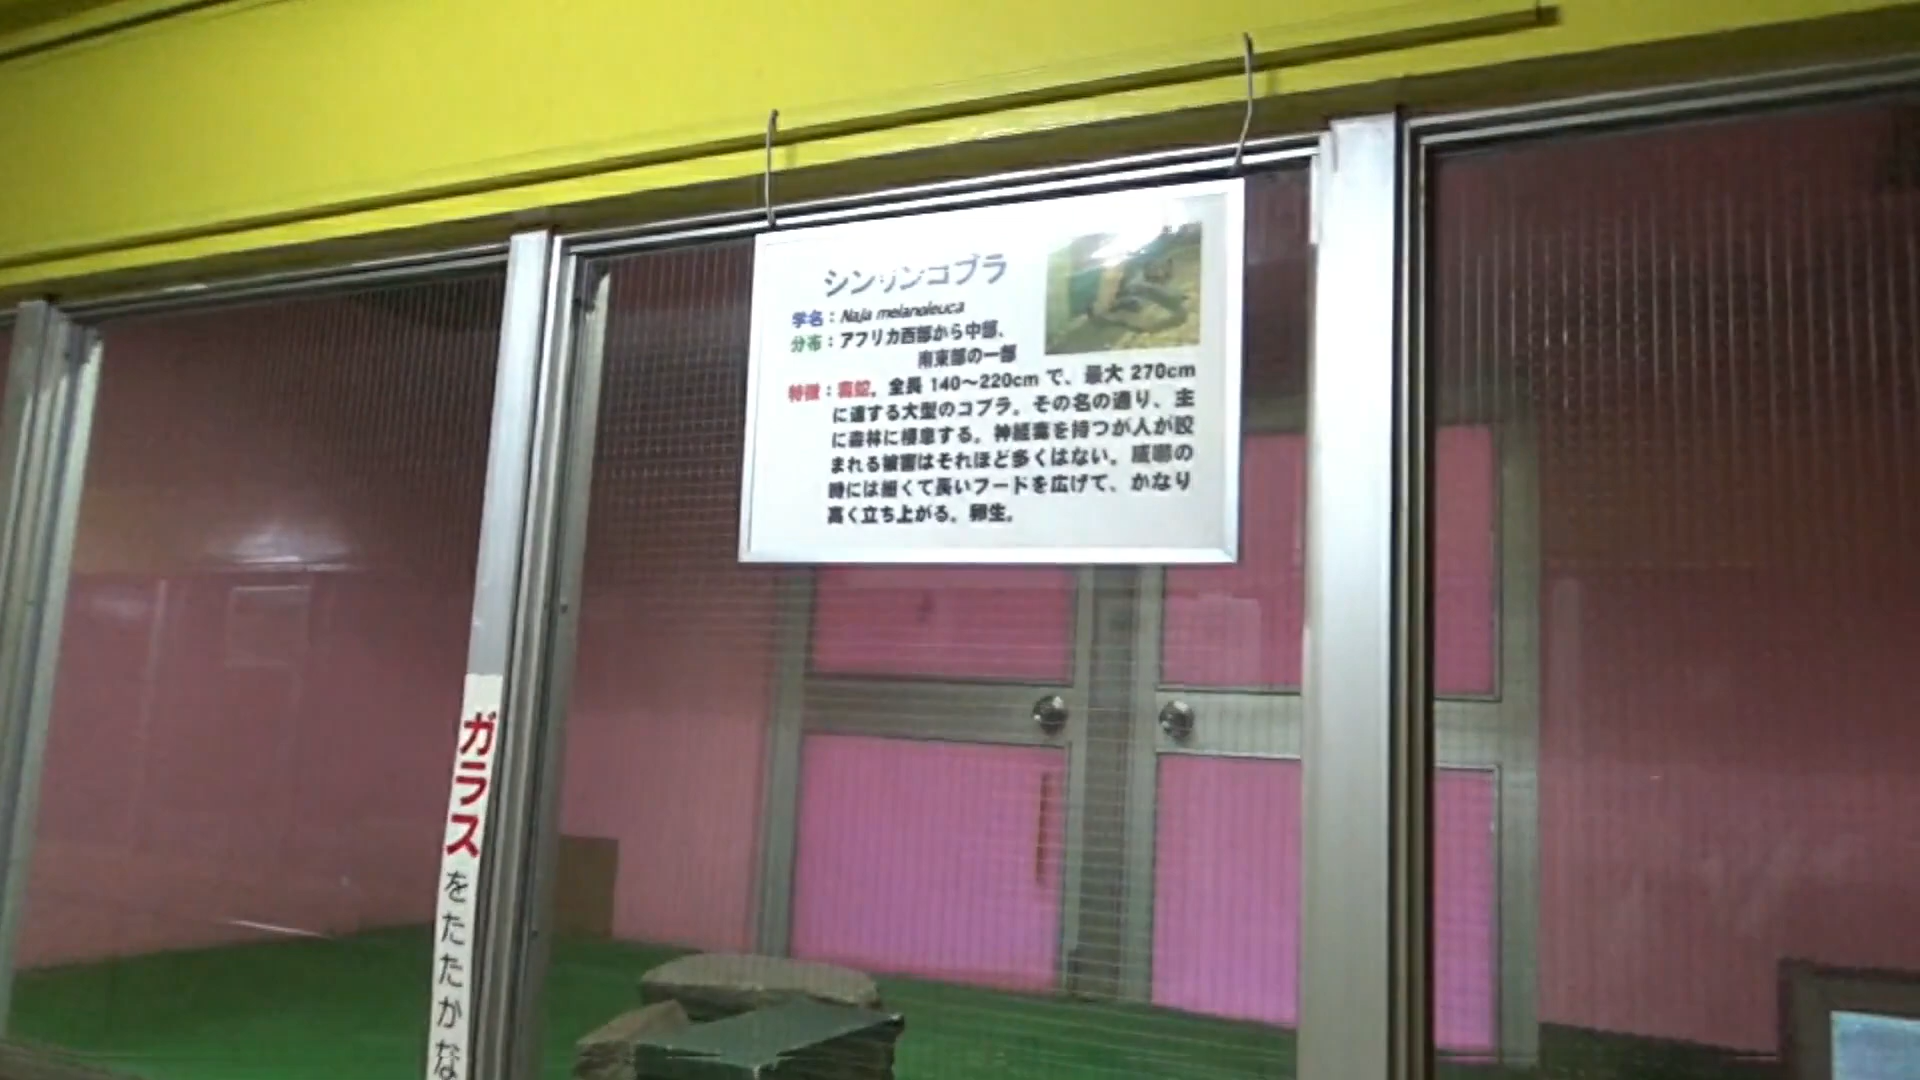 シンリンコブラ
学名：Naja melanoleuca
分布：アフリカ西部から中部、
南東部の一部
特徴：毒蛇。全長 140〜220cm で、最大 270cm
に達する大型のコブラ。その名の通り、主
に森林に棲息する。神経毒を持つが人が咬
まれる被害はそれほど多くはない。威嚇の
時には細くて長いフードを広げて、かなり
高く立ち上がる。卵生。
ガラスをたたかな